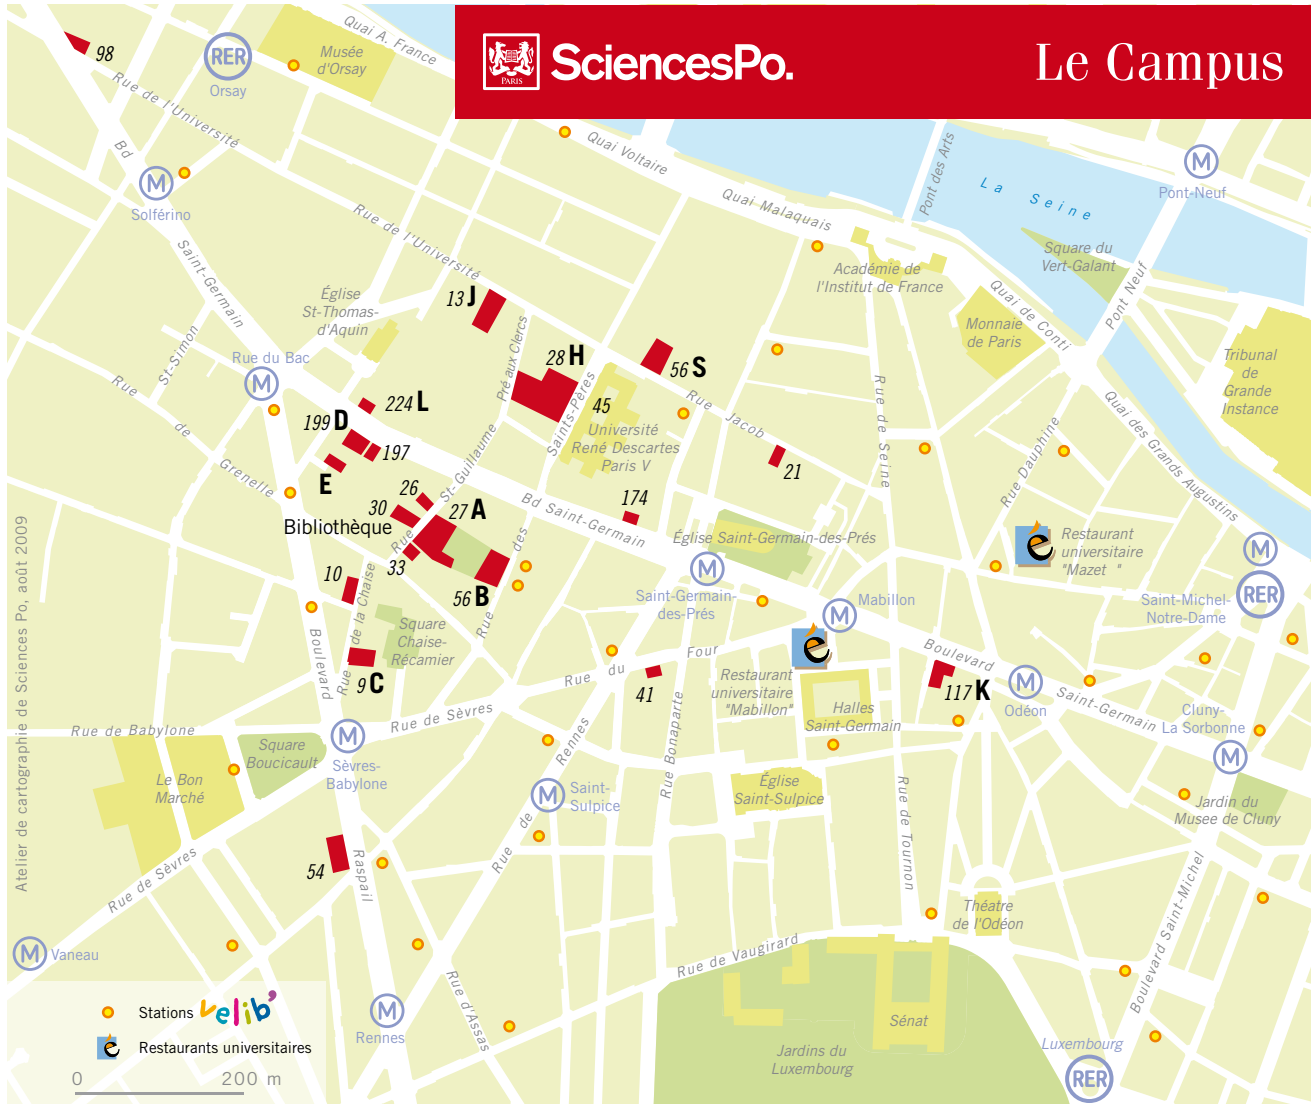 PARIS
SciencesPo.
Le Campus
98
RER
Orsay
Musée
d'Orsay
Quai A. France
Rue de l'Université
Bd
M
Solférino
Saint-Germain
Quai Voltaire
Quai Malaquais
Pont des Arts
La Seine
M
Pont-Neuf
Square du
Vert-Galant
Pont Neuf
Académie de
l'Institut de France
Quai de Conti
Monnaie
de Paris
Tribunal
de
Grande
Instance
Quai des Grands Augustins
Rue de l'Université
Église
St-Thomas-
d'Aquin
13 J
Pré aux Clercs
28 H
Saints-Pères
56 S
45
Université
René Descartes
Paris V
Rue Jacob
21
Rue de Seine
Rue Dauphine
St-Simon
Rue du Bac
M
Rue de Grenelle
224 L
199 D
197
E
26
30
Bibliothèque
27 A
Rue St-Guillaume
33
Bd Saint-Germain
174
Église Saint-Germain-des-Prés
Restaurant
universitaire
"Mazet "
M
Saint-Michel-
Notre-Dame
RER
M
Saint-Germain-
des-Prés
M
Mabillon
10
Rue de la Chaise
56 B
Rue des
Square
Chaise-
Récamier
9 C
Boulevard
Rue du Four
41
Restaurant
universitaire
"Mabillon"
Halles
Saint-Germain
Boulevard
Saint-Germain
117 K
M
Odéon
Cluny-
La Sorbonne
M
Rue de Babylone
Square
Boucicault
M
Sèvres-
Babylone
Rue de Sèvres
Rue de Rennes
Rue Bonaparte
Le Bon
Marché
M
Saint-
Sulpice
Église
Saint-Sulpice
Rue de Tournon
Jardin du
Musee de Cluny
Rue de Sèvres
54
Raspail
Théatre
de l'Odéon
Boulevard Saint-Michel
M
Vaneau
Rue de Vaugirard
Rue d'Assas
M
Rennes
Sénat
Jardins du
Luxembourg
Luxembourg
RER
Stations velib'
Restaurants universitaires
0 200 m
Atelier de cartographie de Sciences Po, août 2009